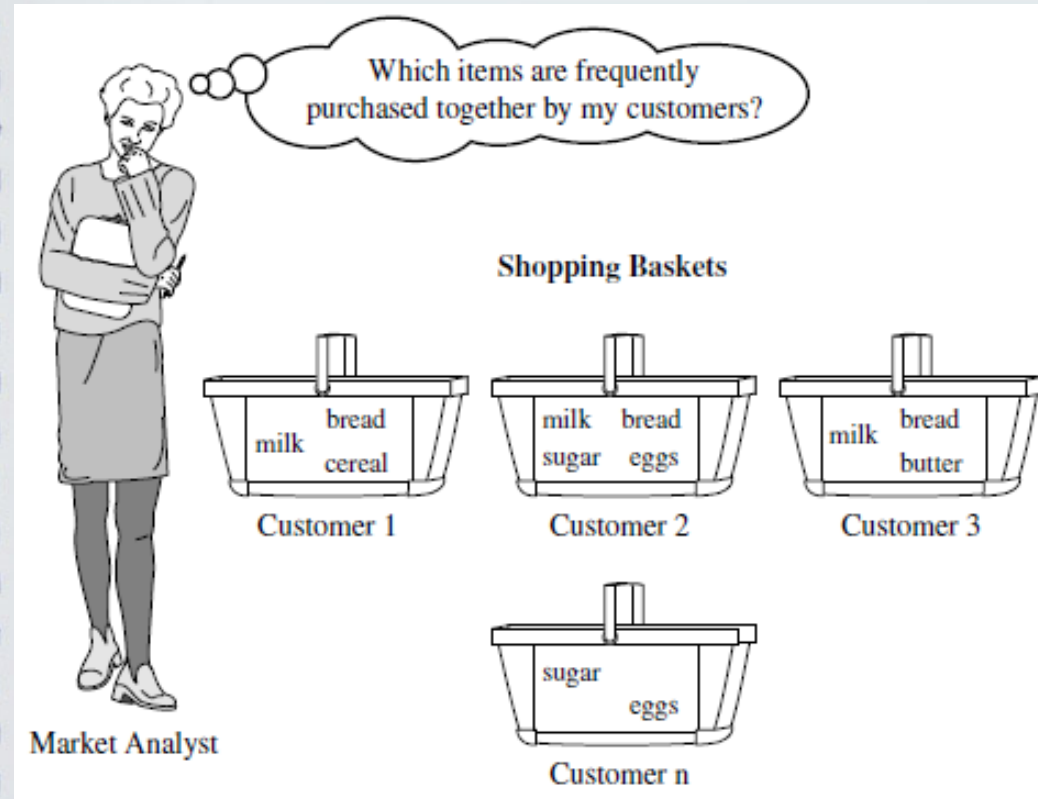 Which items are frequently
purchased together by my customers?
Shopping Baskets
milk
bread
cereal
Customer 1
milk bread
sugar eggs
Customer 2
milk
bread
butter
Customer 3
sugar
eggs
Customer n
Market Analyst